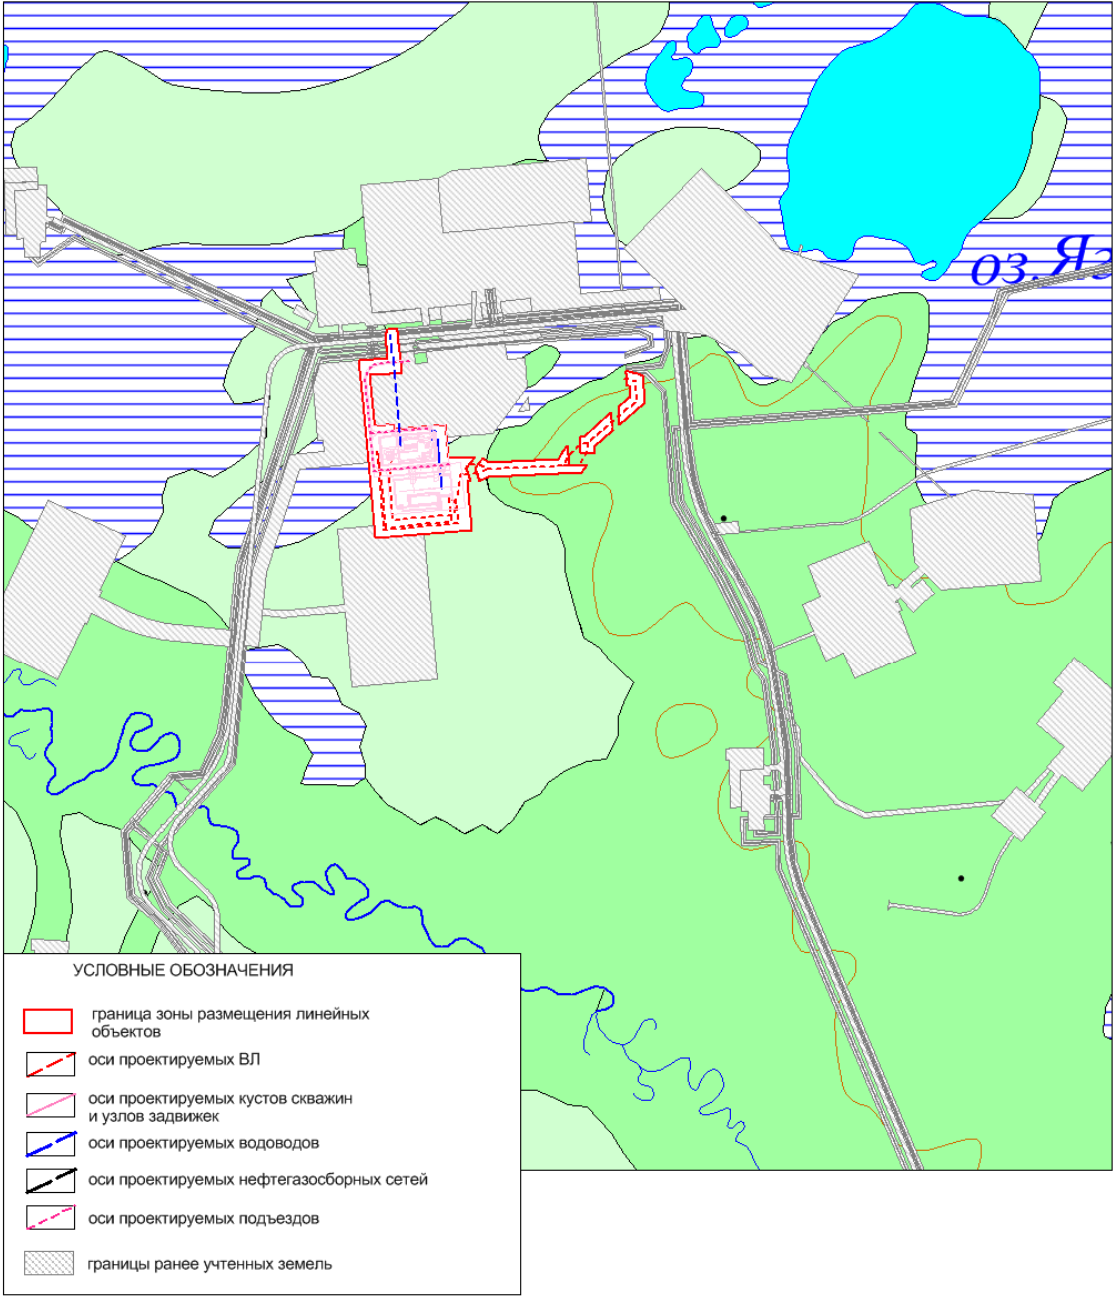 оз. Яз
УСЛОВНЫЕ ОБОЗНАЧЕНИЯ
граница зоны размещения линейных
объектов
оси проектируемых ВЛ
оси проектируемых кустов скважин
и узлов задвижек
оси проектируемых водоводов
оси проектируемых нефтегазосборных сетей
оси проектируемых подъездов
границы ранее учтенных земель